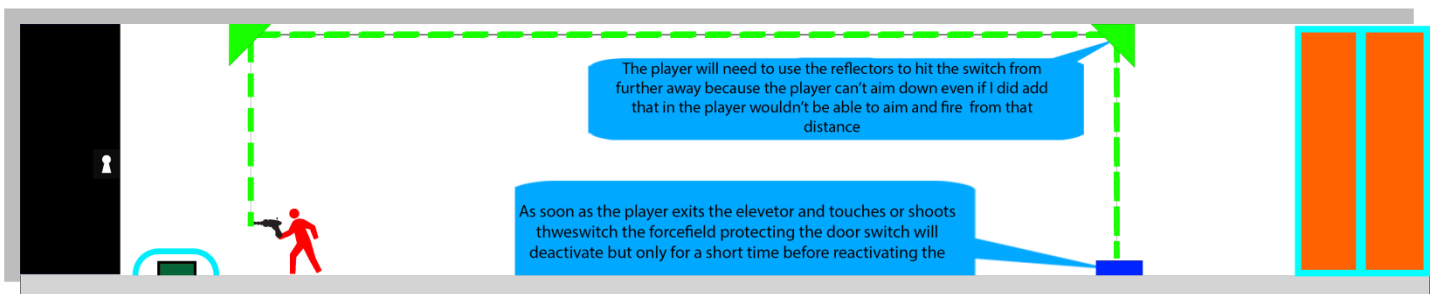 The player will need to use the reflectors to hit the switch from
further away because the player can't aim down even if I did add
that in the player wouldn't be able to aim and fire from that
distance
As soon as the player exits the elevetor and touches or shoots
thweswitch the forcefield protecting the door switch will
deactivate but only for a short time before reactivating the